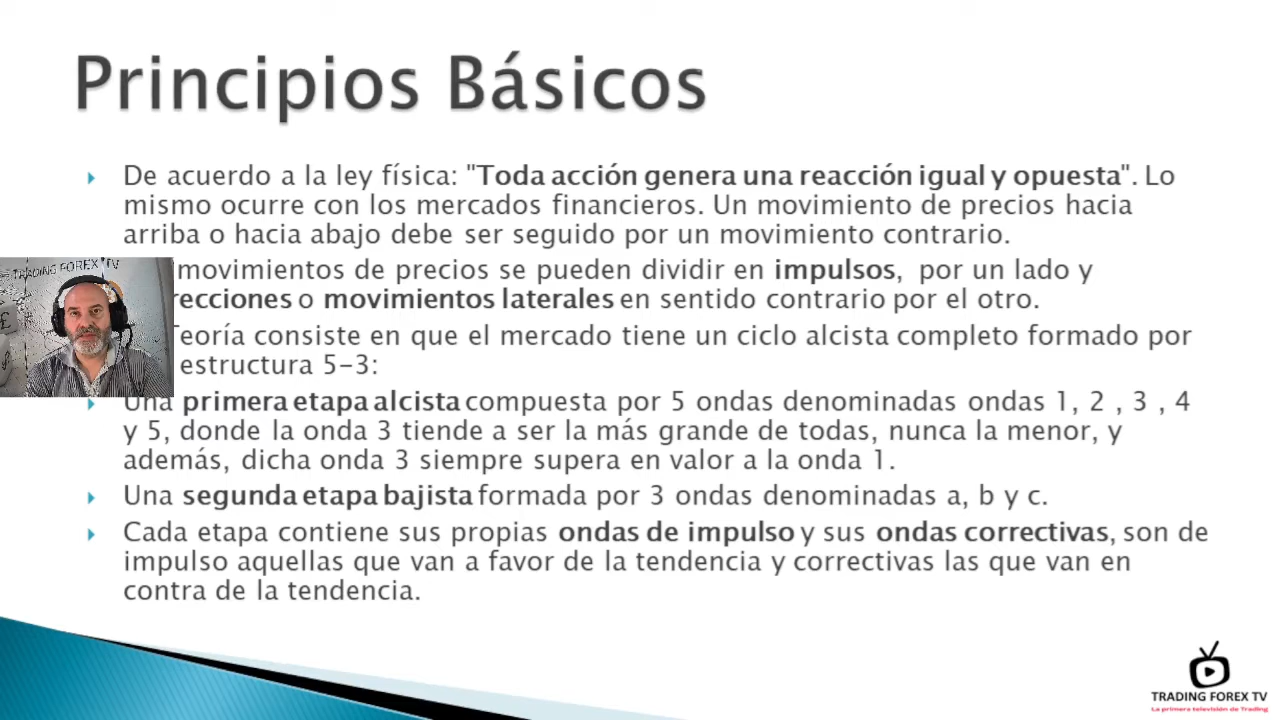 Principios Básicos
De acuerdo a la ley física: "Toda acción genera una reacción igual y opuesta". Lo
mismo ocurre con los mercados financieros. Un movimiento de precios hacia
arriba o hacia abajo debe ser seguido por un movimiento contrario.
movimientos de precios se pueden dividir en impulsos, por un lado y
recciones o movimientos laterales en sentido contrario por el otro.
TRADING FOREX TV
Teoría consiste en que el mercado tiene un ciclo alcista completo formado por
estructura 5-3:
Una primera etapa alcista compuesta por 5 ondas denominadas ondas 1, 2 , 3 , 4
y 5, donde la onda 3 tiende a ser la más grande de todas, nunca la menor, y
además, dicha onda 3 siempre supera en valor a la onda 1.
Una segunda etapa bajista formada por 3 ondas denominadas a, b y c.
Cada etapa contiene sus propias ondas de impulso y sus ondas correctivas, son de
impulso aquellas que van a favor de la tendencia y correctivas las que van en
contra de la tendencia.
TRADING FOREX TV
La primera televisión de Trading